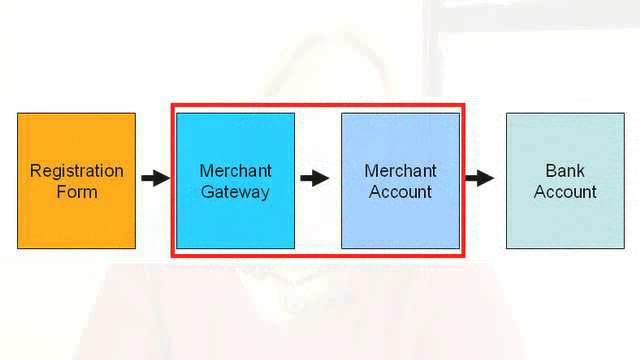 Registration
Form
Merchant
Gateway
Merchant
Account
Bank
Account